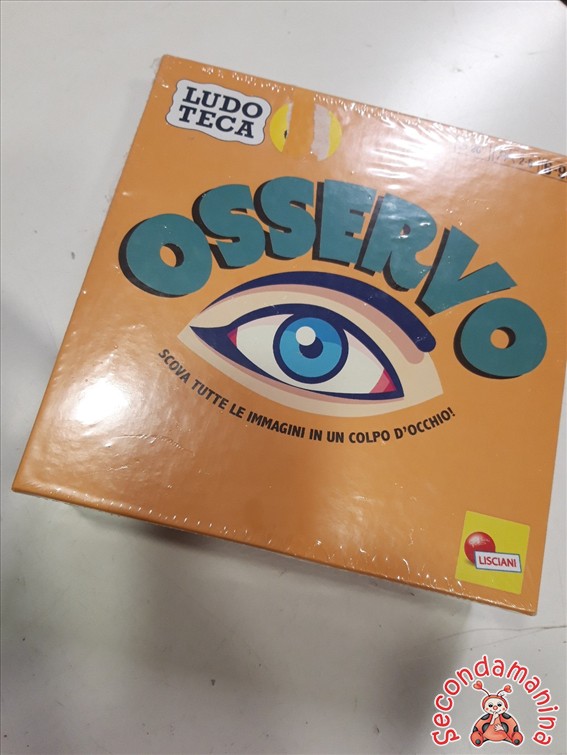 LUDO
TECA
OSSERVO
SCOVA TUTTE LE IMMAGINI IN UN COLPO D'OCCHIO!
LISCIANI
Secondamanina